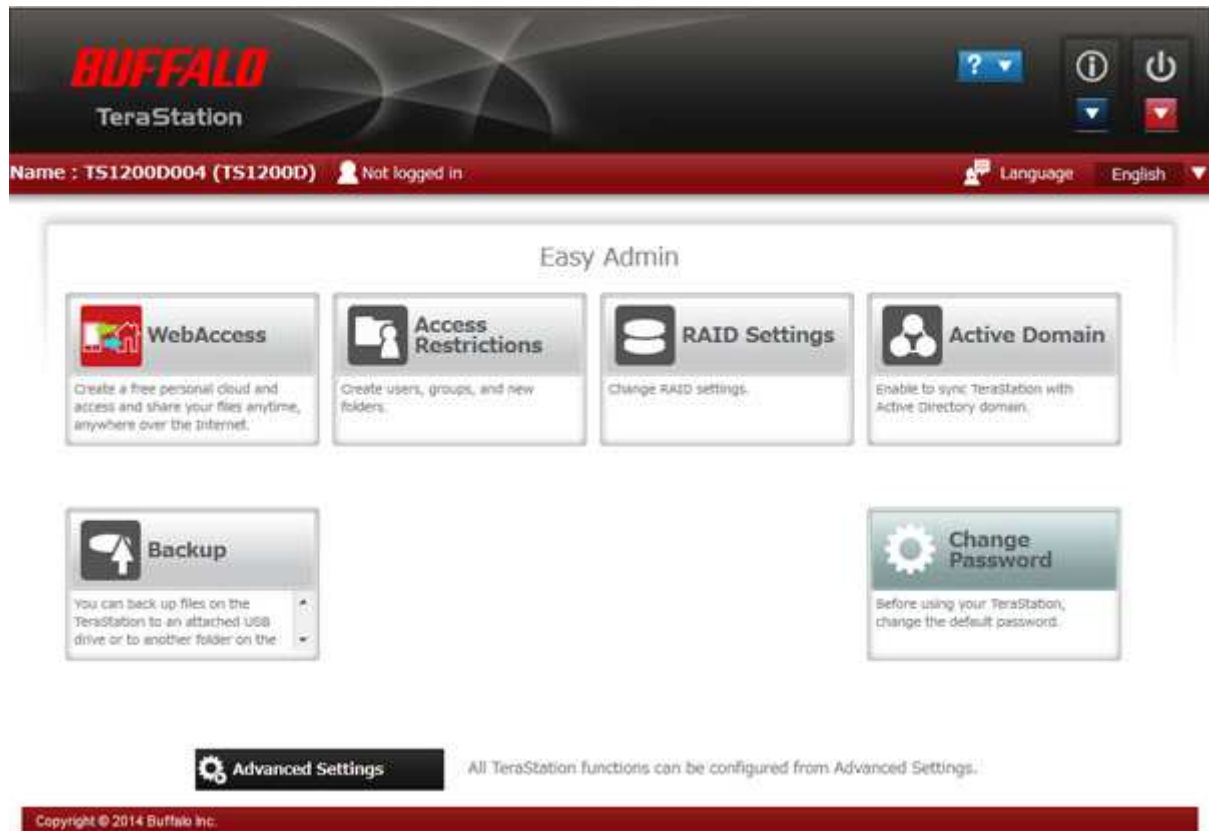 BUFFALO
TeraStation
?
Name : TS1200D004 (TS1200D)
Not logged in
Language
English
Easy Admin
WebAccess
Create a free personal cloud and
access and share your files anytime,
anywhere over the Internet.
Access
Restrictions
Create users, groups, and new
folders.
RAID Settings
Change RAID settings.
Active Domain
Enable to sync TeraStation with
Active Directory domain.
Backup
You can back up files on the
TeraStation to an attached USB
drive or to another folder on the
Change
Password
Before using your TeraStation,
change the default password.
Advanced Settings
All TeraStation functions can be configured from Advanced Settings.
Copyright © 2014 Buffalo Inc.